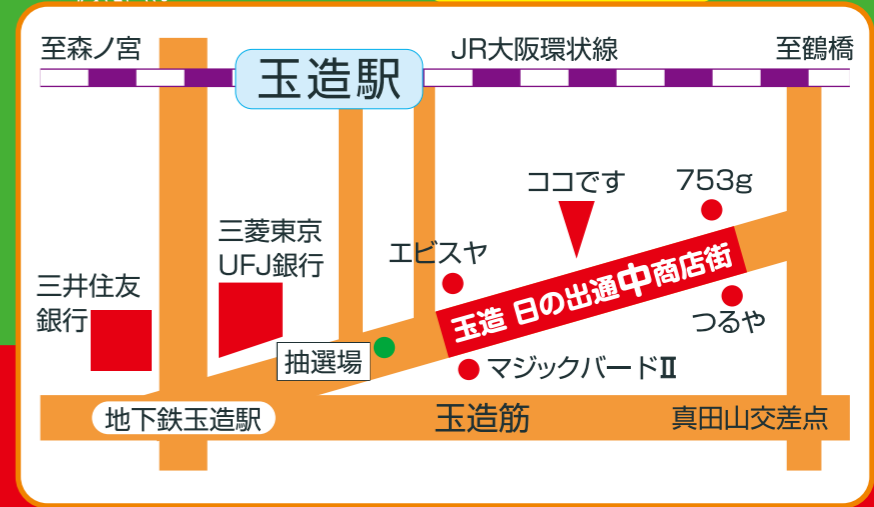 至森ノ宮
玉造駅
JR大阪環状線
至鶴橋
ココです
753g
三菱東京
UFJ銀行
エビスヤ
三井住友
銀行
玉造 日の出通中商店街
つるや
抽選場
マジックバードⅡ
地下鉄玉造駅
玉造筋
真田山交差点